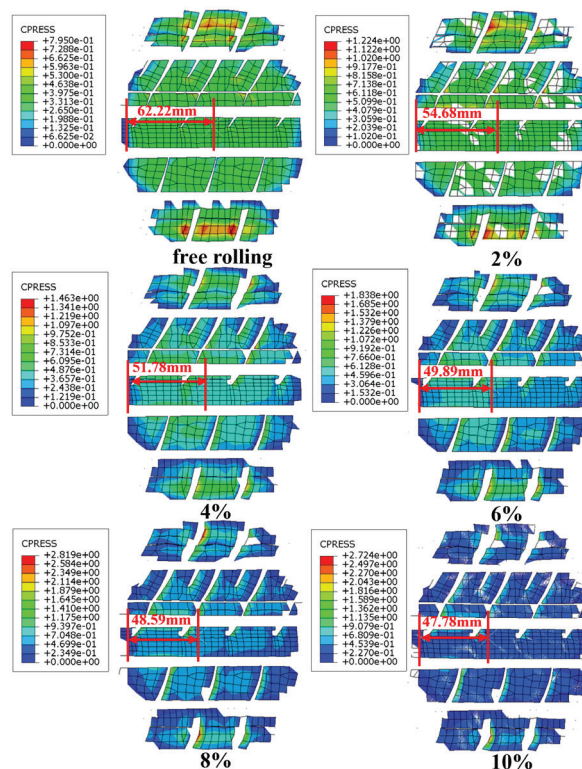 CPRESS
+7.950e-01
+7.288e-01
+6.625e-01
+5.963e-01
+5.300e-01
+4.638e-01
+3.975e-01
+3.313e-01
+2.650e-01
+1.988e-01
+1.325e-01
+6.625e-02
+0.000e+00
62.22mm
free rolling
CPRESS
+1.224e+00
+1.122e+00
+1.020e+00
+9.177e-01
+8.158e-01
+7.138e-01
+6.118e-01
+5.099e-01
+4.079e-01
+3.059e-01
+2.039e-01
+1.020e-01
+0.000e+00
54.68mm
2%
CPRESS
+1.463e+00
+1.341e+00
+1.219e+00
+1.097e+00
+9.752e-01
+8.533e-01
+7.314e-01
+6.095e-01
+4.876e-01
+3.657e-01
+2.438e-01
+1.219e-01
+0.000e+00
51.78mm
4%
CPRESS
+1.838e+00
+1.685e+00
+1.532e+00
+1.379e+00
+1.226e+00
+1.072e+00
+9.192e-01
+7.660e-01
+6.128e-01
+4.596e-01
+3.064e-01
+1.532e-01
+0.000e+00
49.89mm
6%
CPRESS
+2.819e+00
+2.584e+00
+2.349e+00
+2.114e+00
+1.879e+00
+1.645e+00
+1.410e+00
+1.175e+00
+9.397e-01
+7.048e-01
+4.699e-01
+2.349e-01
+0.000e+00
48.59mm
8%
CPRESS
+2.724e+00
+2.497e+00
+2.270e+00
+2.043e+00
+1.816e+00
+1.589e+00
+1.362e+00
+1.135e+00
+9.079e-01
+6.809e-01
+4.539e-01
+2.270e-01
+0.000e+00
47.78mm
10%